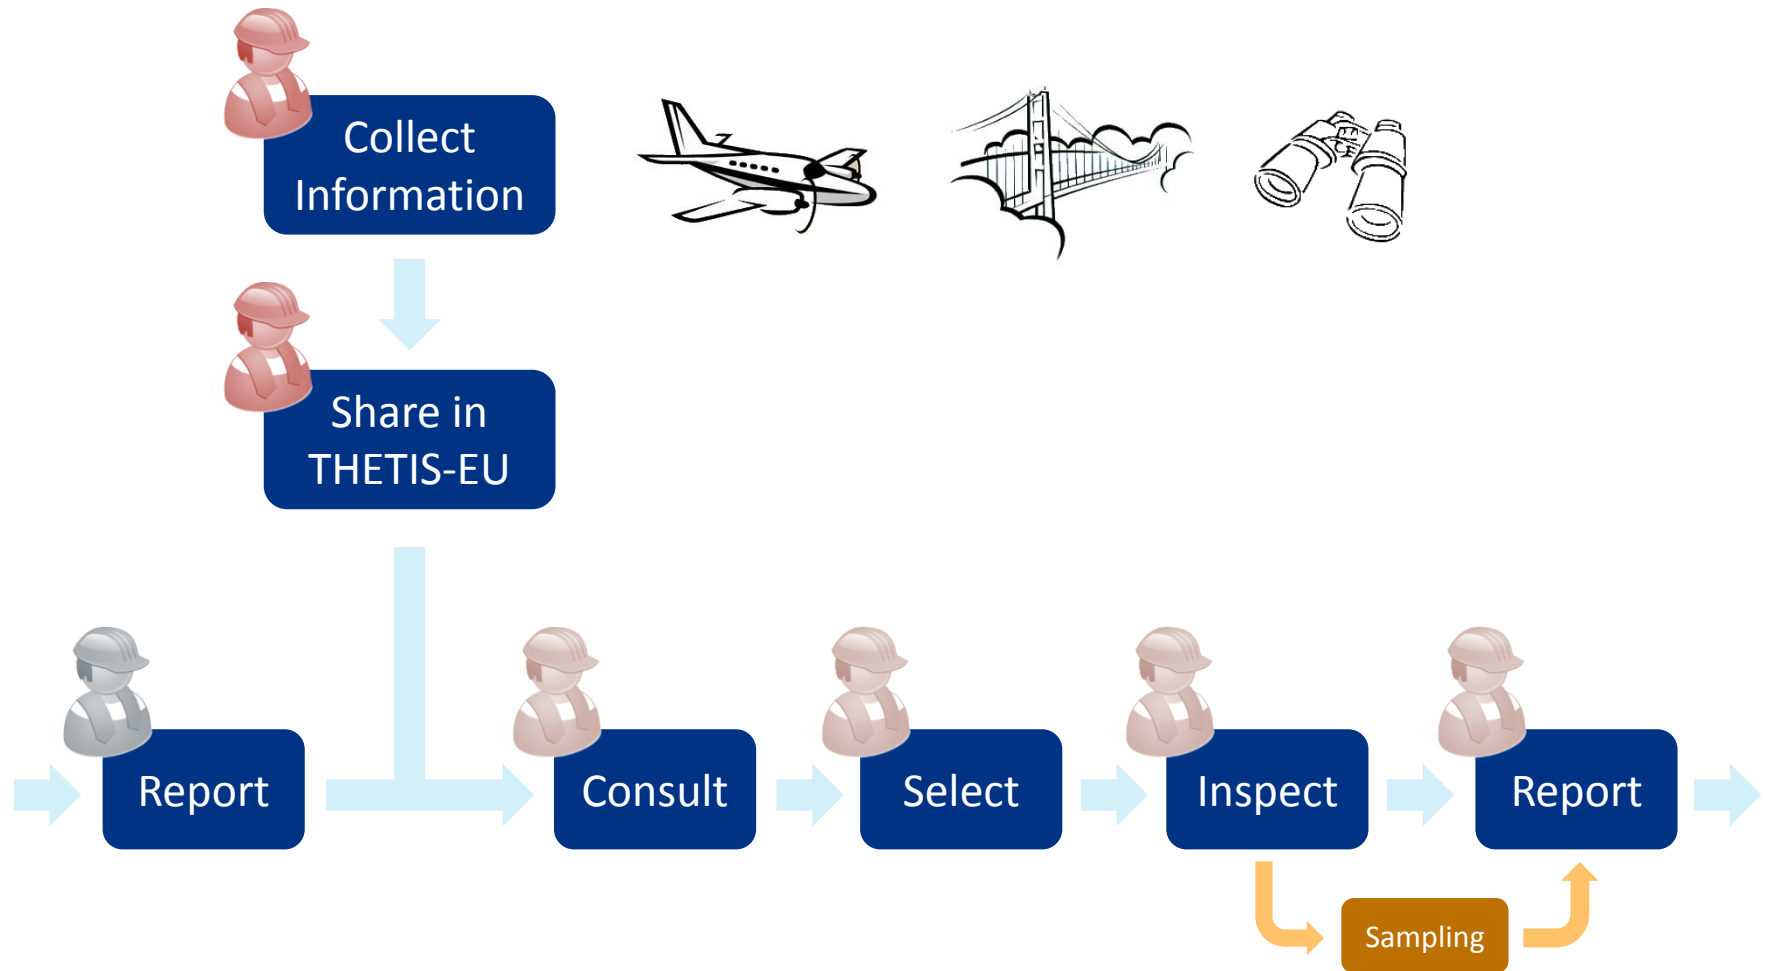 Collect
Information
Share in
THETIS-EU
Report
Consult
Select
Inspect
Report
Sampling